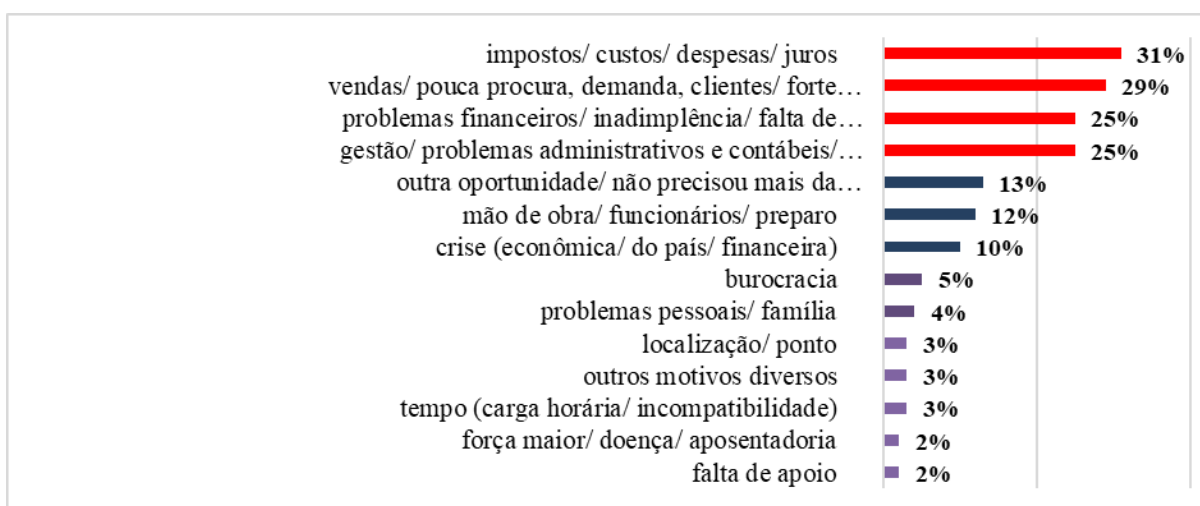 impostos/ custos/ despesas/ juros 31%
vendas/ pouca procura, demanda, clientes/ forte… 29%
problemas financeiros/ inadimplência/ falta de… 25%
gestão/ problemas administrativos e contábeis/… 25%
outra oportunidade/ não precisou mais da… 13%
mão de obra/ funcionários/ preparo 12%
crise (econômica/ do país/ financeira) 10%
burocracia 5%
problemas pessoais/ família 4%
localização/ ponto 3%
outros motivos diversos 3%
tempo (carga horária/ incompatibilidade) 3%
força maior/ doença/ aposentadoria 2%
falta de apoio 2%